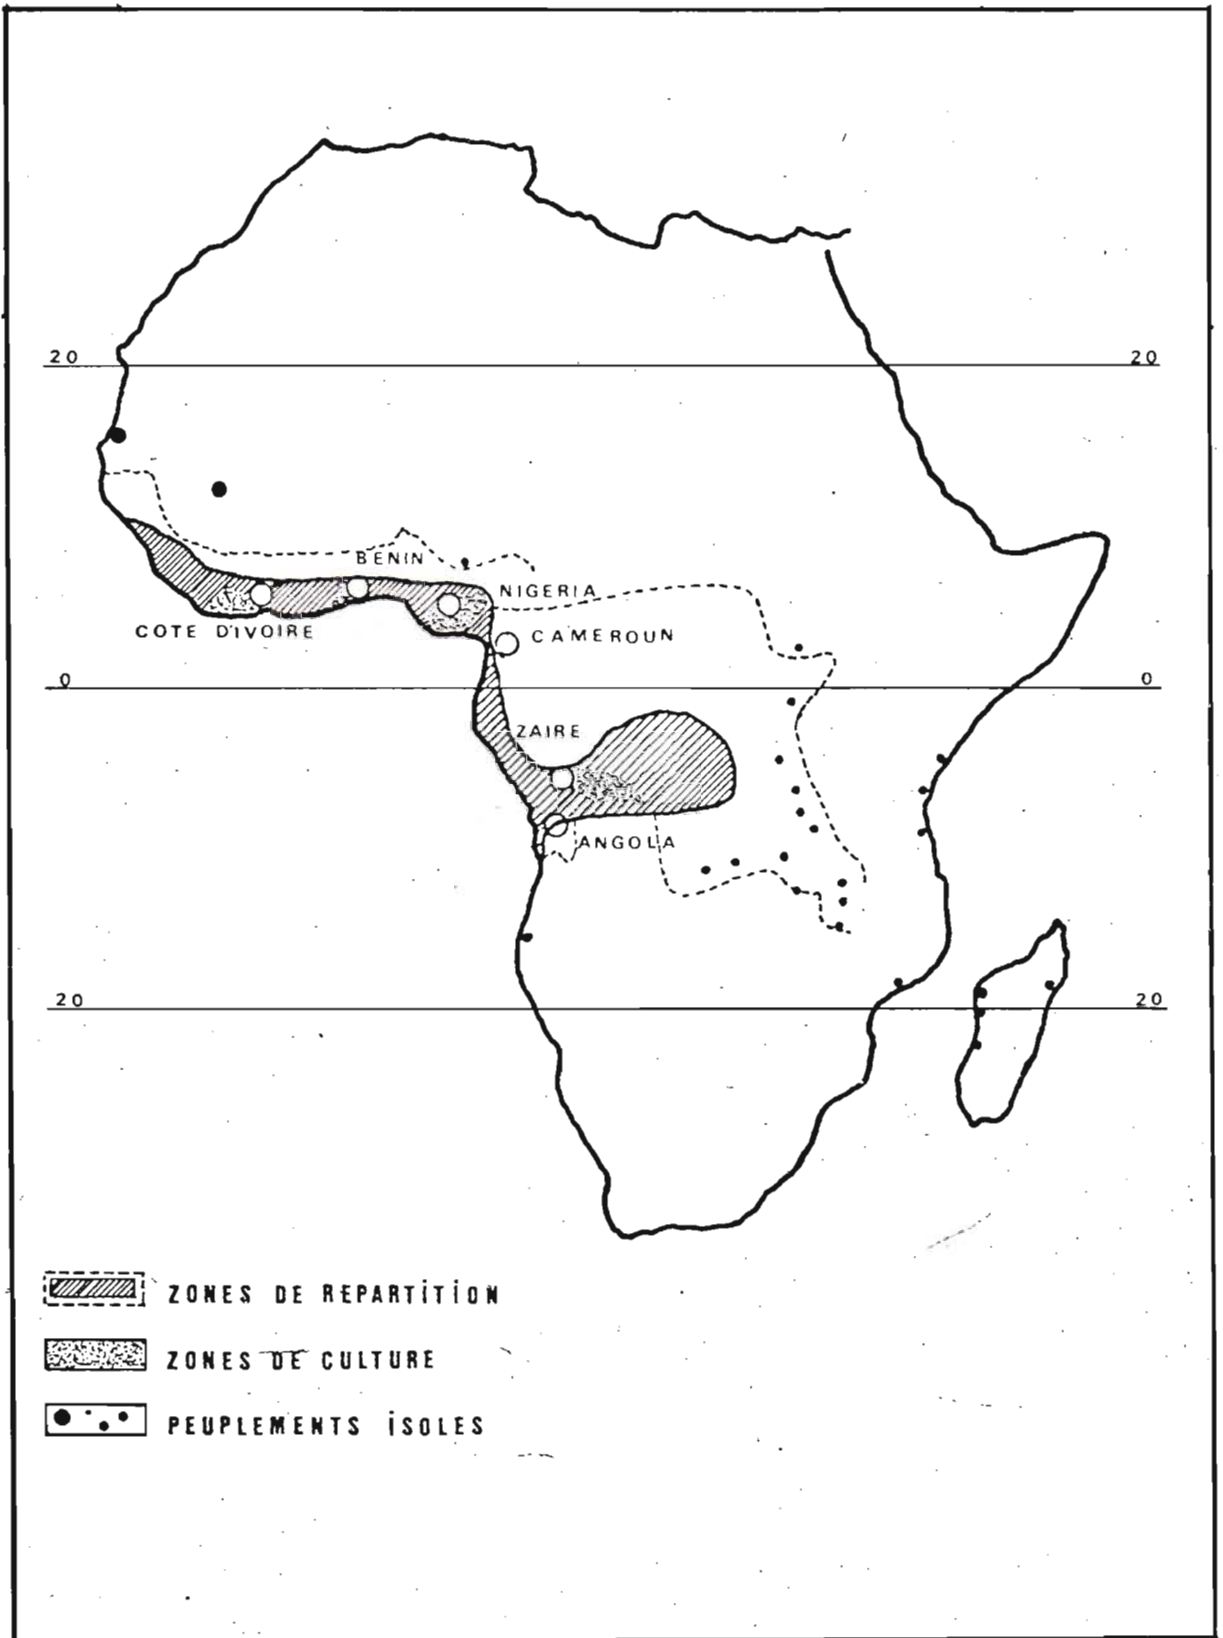 20 20
BENIN
NIGERIA
COTE D'IVOIRE
CAMEROUN
0 0
ZAIRE
ANGOLA
20 20
ZONES DE REPARTITION
ZONES DE CULTURE
PEUPLEMENTS ISOLES